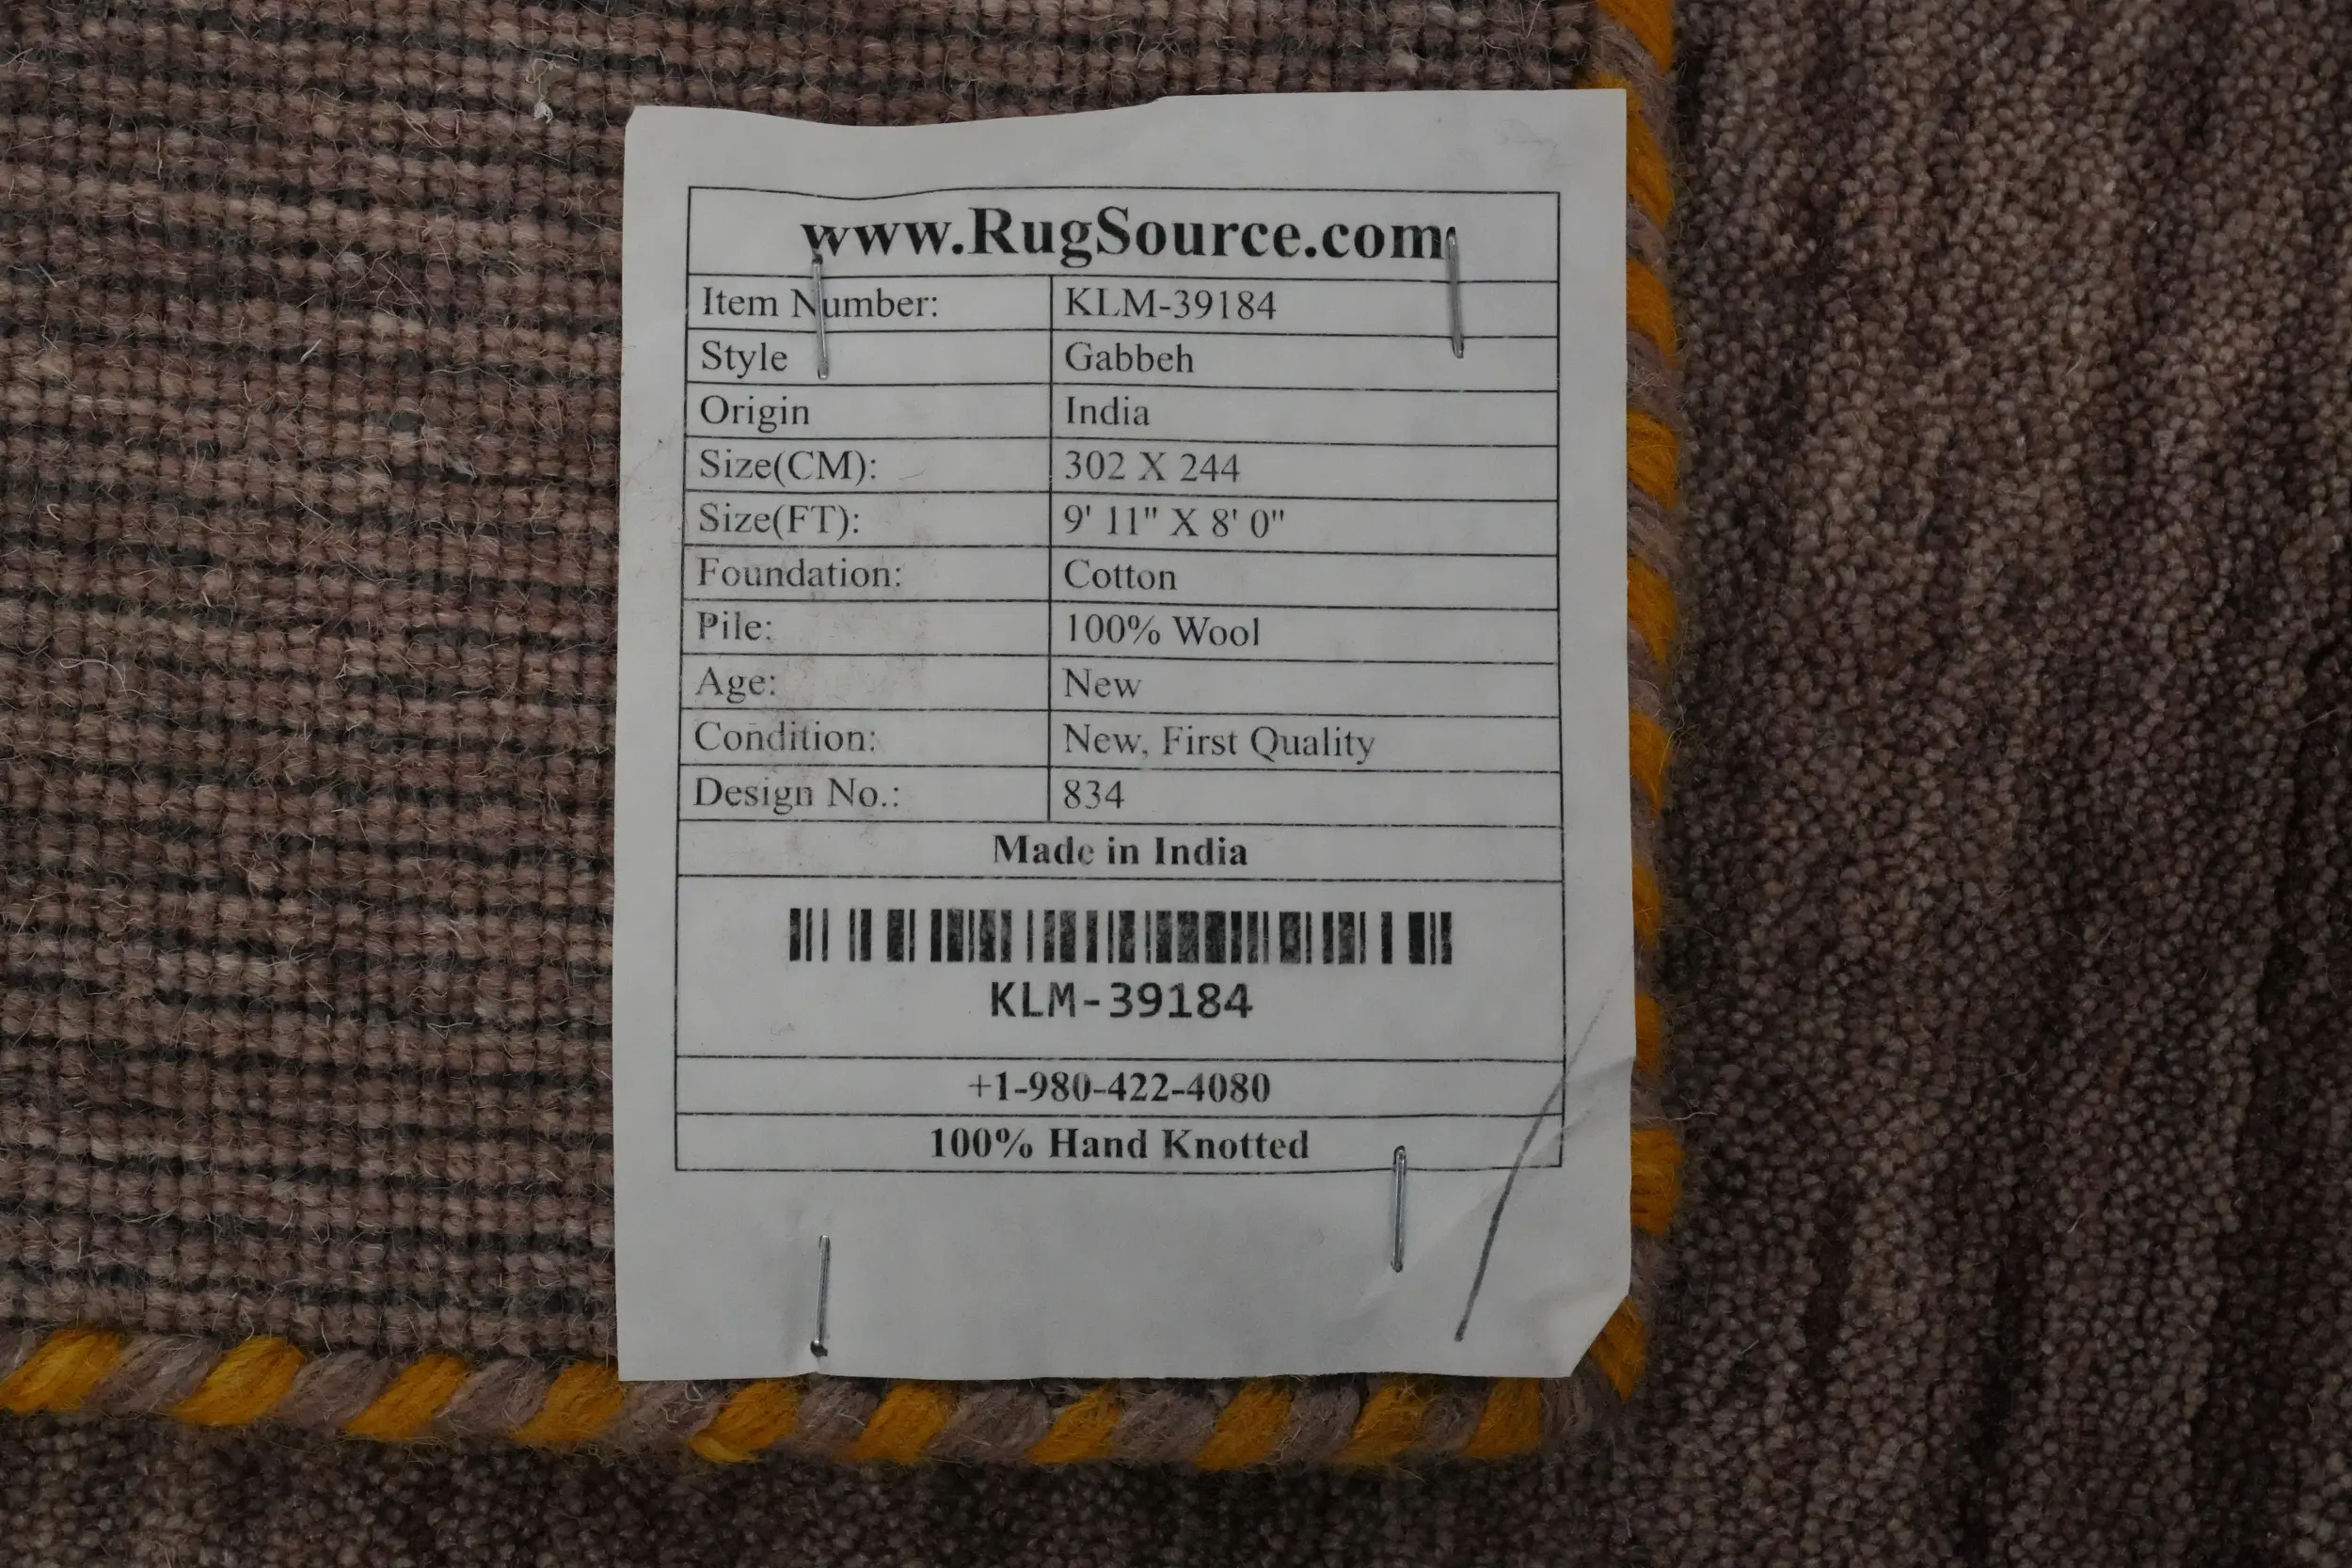 www.RugSource.com
Item Number: KLM-39184
Style Gabbeh
Origin India
Size(CM): 302 X 244
Size(FT): 9' 11" X 8' 0"
Foundation: Cotton
Pile: 100% Wool
Age: New
Condition: New, First Quality
Design No.: 834
Made in India
KLM-39184
+1-980-422-4080
100% Hand Knotted